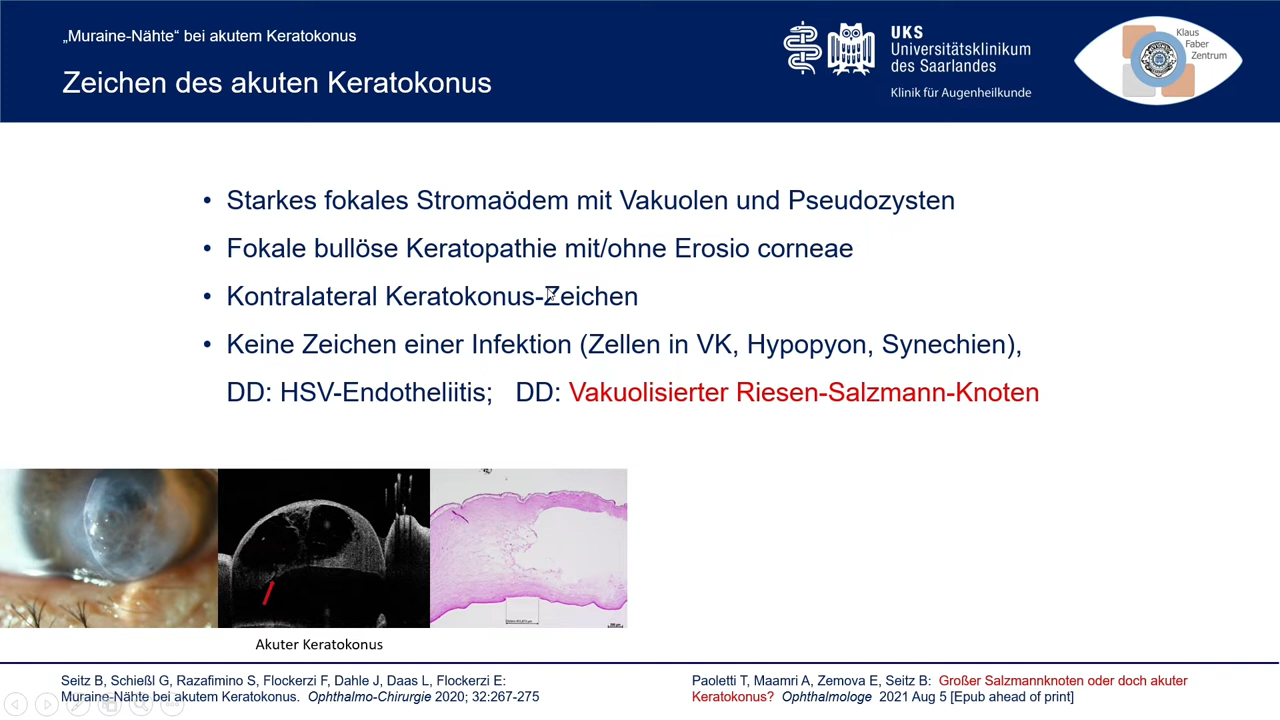 „Muraine-Nähte“ bei akutem Keratokonus
Zeichen des akuten Keratokonus
UKS
Universitätsklinikum
des Saarlandes
Klinik für Augenheilkunde
Klaus
Faber
Zentrum
• Starkes fokales Stromaödem mit Vakuolen und Pseudozysten
• Fokale bullöse Keratopathie mit/ohne Erosio corneae
• Kontralateral Keratokonus-Zeichen
• Keine Zeichen einer Infektion (Zellen in VK, Hypopyon, Synechien),
DD: HSV-Endotheliitis; DD: Vakuolisierter Riesen-Salzmann-Knoten
Akuter Keratokonus
Seitz B, Schießl G, Razafimino S, Flockerzi F, Dahle J, Daas L, Flockerzi E:
Muraine-Nähte bei akutem Keratokonus. Ophthalmo-Chirurgie 2020; 32:267-275
Paoletti T, Maamri A, Zemova E, Seitz B: Großer Salzmannknoten oder doch akuter
Keratokonus? Ophthalmologe 2021 Aug 5 [Epub ahead of print]